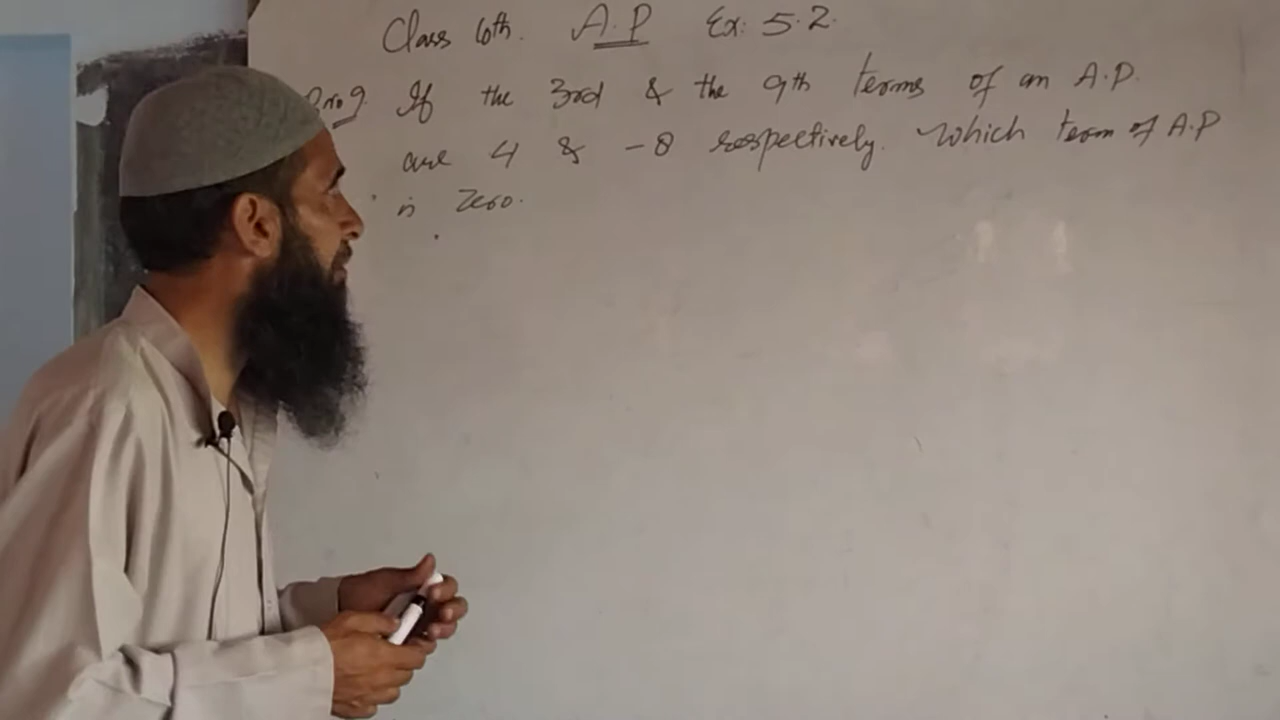 Class 10th. A.P Ex: 5.2.
no 9. If the 3rd & the 9th terms of an A.P.
are 4 & -8 respectively. Which term of A.P
is Zero.